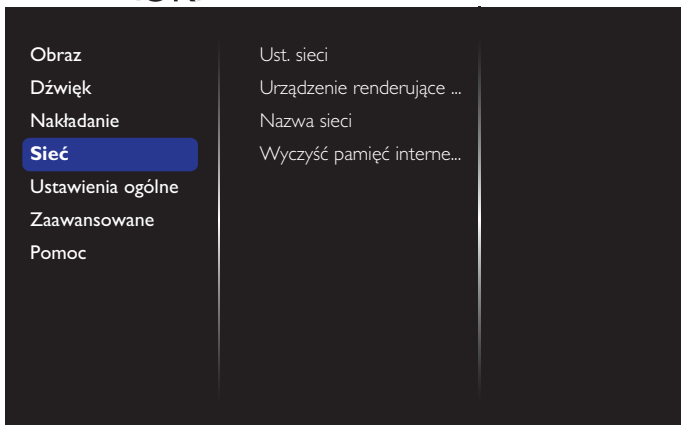 Obraz
Dźwięk
Nakładanie
Sieć
Ustawienia ogólne
Zaawansowane
Pomoc
Ust. sieci
Urządzenie renderujące ...
Nazwa sieci
Wyczyść pamięć interne...